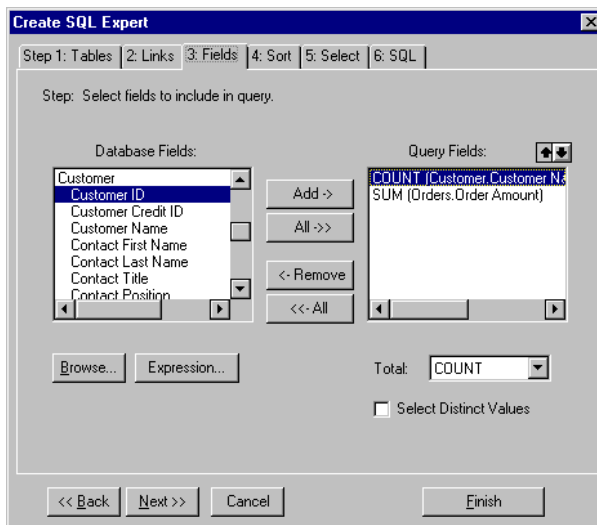 Create SQL Expert
Step 1: Tables 2: Links 3: Fields 4: Sort 5: Select 6: SQL
Step: Select fields to include in query.
Database Fields:
Customer
Customer ID
Customer Credit ID
Customer Name
Contact First Name
Contact Last Name
Contact Title
Contact Position
Add ->
All ->>
<- Remove
<<- All
Query Fields:
COUNT (Customer.Customer Na
SUM (Orders.Order Amount)
Browse... Expression...
Total: COUNT
Select Distinct Values
<< Back Next >> Cancel Finish